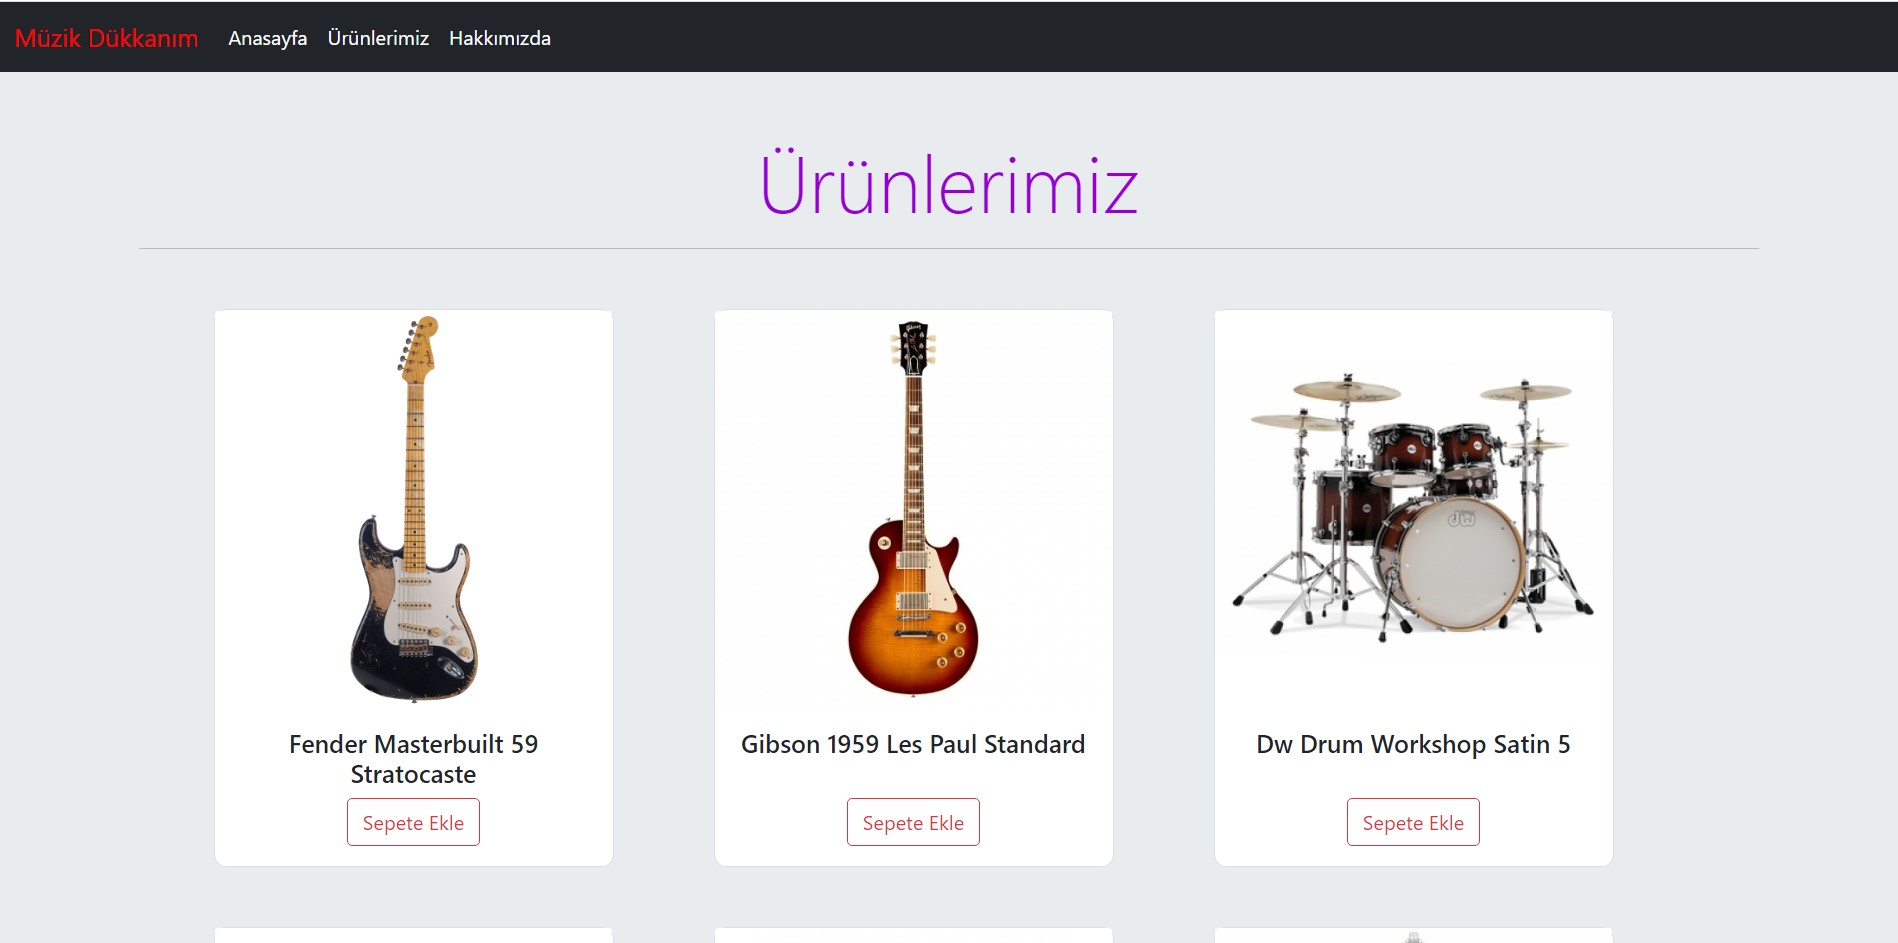 Müzik Dükkanım Anasayfa Ürünlerimiz Hakkımızda
Ürünlerimiz
Fender Masterbuilt 59
Stratocaste
Sepete Ekle
Gibson 1959 Les Paul Standard
Sepete Ekle
dw
Dw Drum Workshop Satin 5
Sepete Ekle